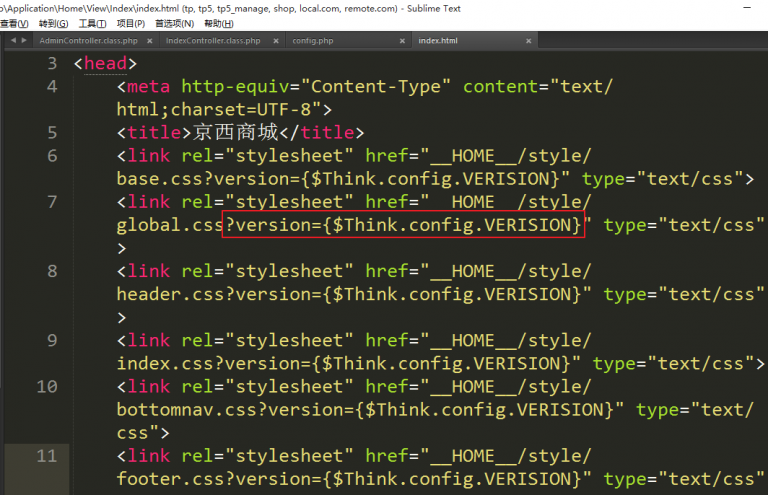 o\Application\Home\View\Index\index.html (tp, tp5, tp5_manage, shop, local.com, remote.com) - Sublime Text
查看(V) 转到(G) 工具(T) 项目(P) 首选项(N) 帮助(H)
AdminController.class.php × IndexController.class.php × config.php × index.html ×
3 <head>
4 <meta http-equiv="Content-Type" content="text/
html;charset=UTF-8">
5 <title>京西商城</title>
6 <link rel="stylesheet" href="__HOME__/style/
base.css?version={$Think.config.VERISION}" type="text/css">
7 <link rel="stylesheet" href="__HOME__/style/
global.css?version={$Think.config.VERISION}" type="text/css"
>
8 <link rel="stylesheet" href="__HOME__/style/
header.css?version={$Think.config.VERISION}" type="text/css"
>
9 <link rel="stylesheet" href="__HOME__/style/
index.css?version={$Think.config.VERISION}" type="text/css">
10 <link rel="stylesheet" href="__HOME__/style/
bottomnav.css?version={$Think.config.VERISION}" type="text/
css">
11 <link rel="stylesheet" href="__HOME__/style/
footer.css?version={$Think.config.VERISION}" type="text/css"